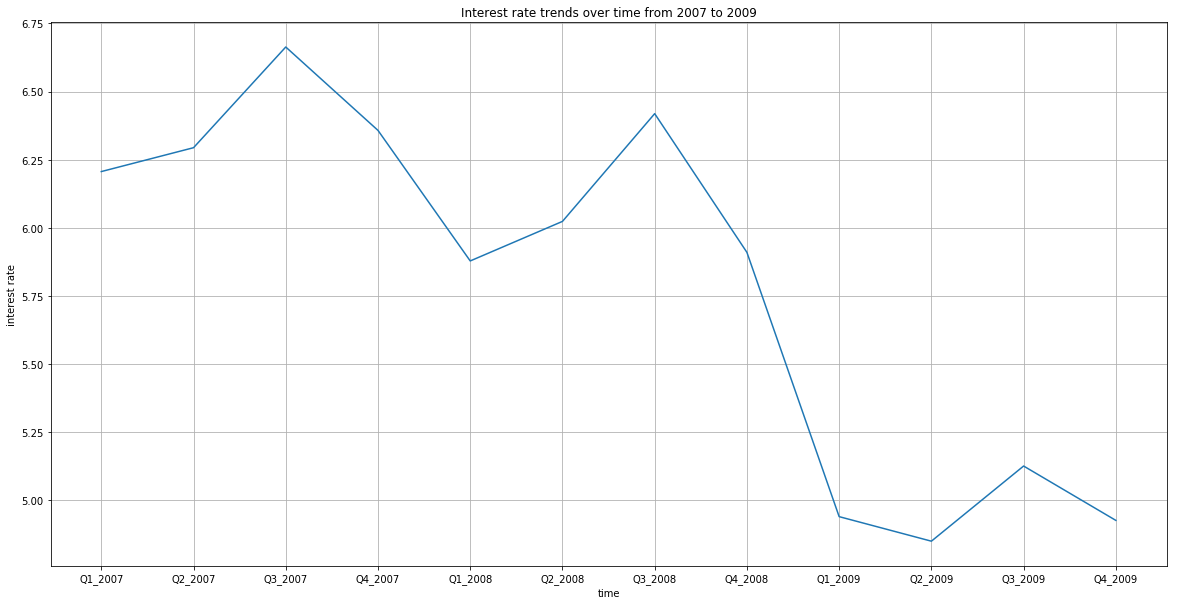 Interest rate trends over time from 2007 to 2009
6.75
6.50
6.25
6.00
5.75
5.50
5.25
5.00
interest rate
Q1_2007 Q2_2007 Q3_2007 Q4_2007 Q1_2008 Q2_2008 Q3_2008 Q4_2008 Q1_2009 Q2_2009 Q3_2009 Q4_2009
time